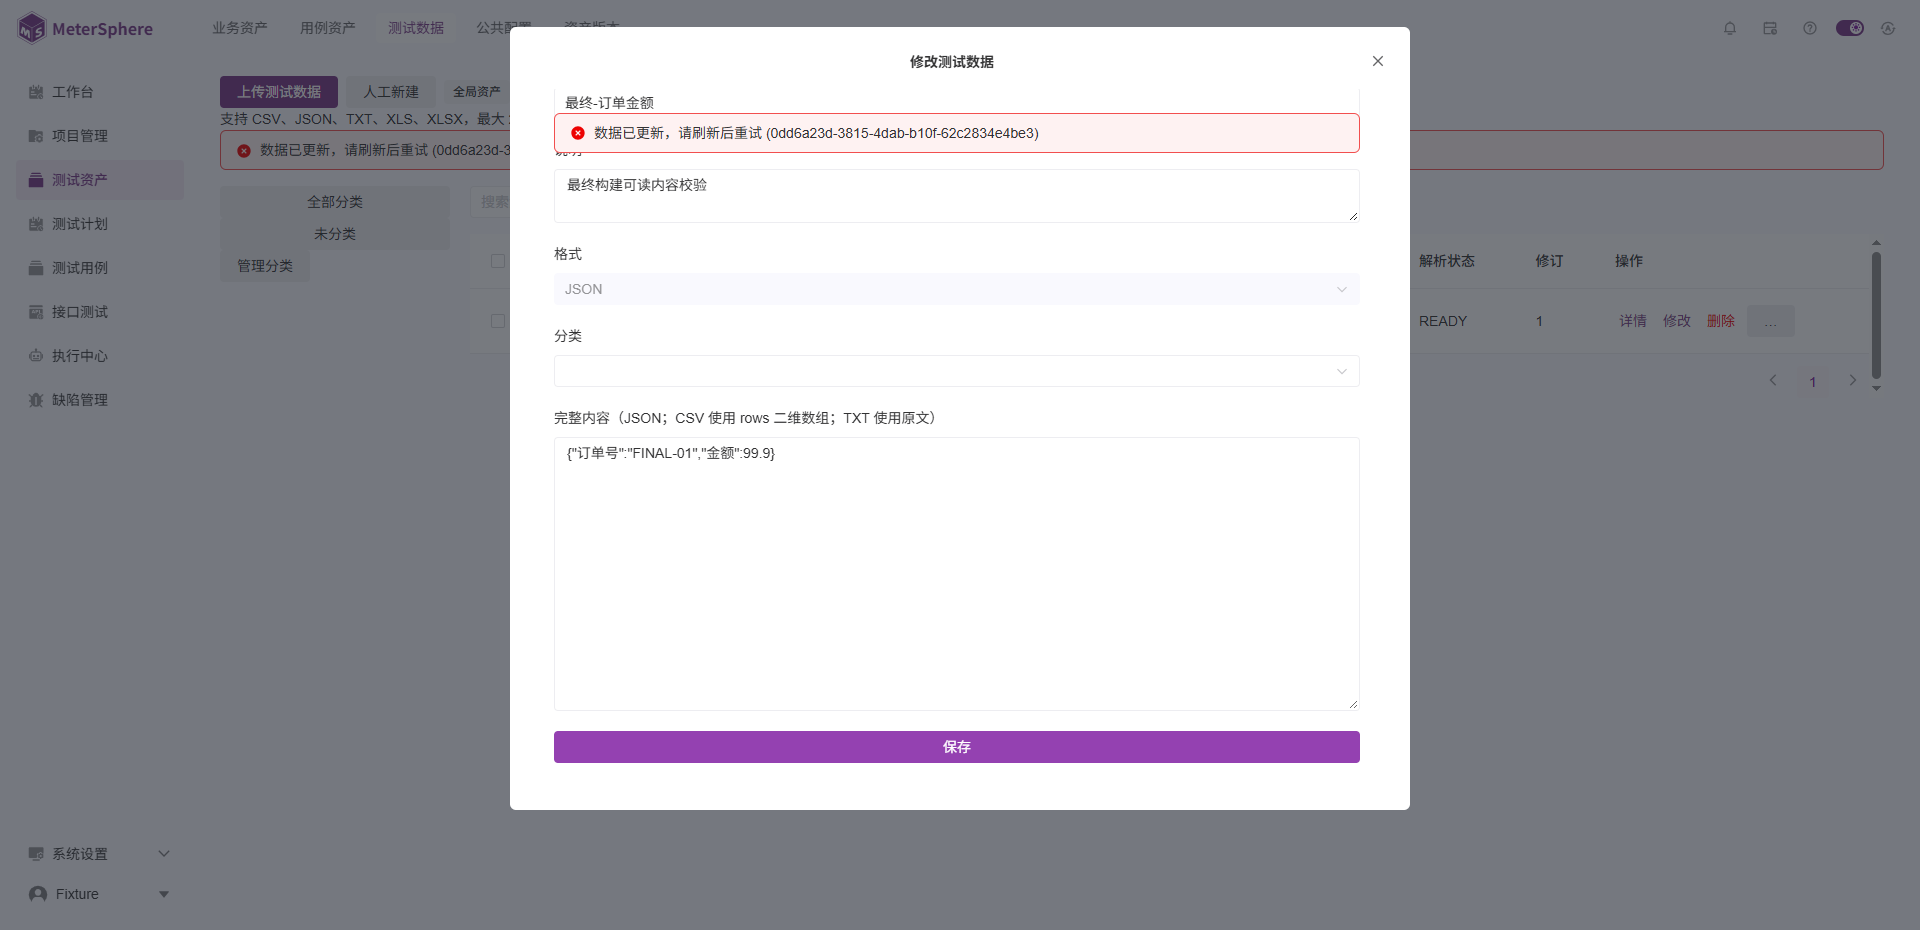 MeterSphere
业务资产
用例资产
测试数据
工作台
项目管理
测试资产
测试计划
测试用例
接口测试
执行中心
缺陷管理
系统设置
Fixture
上传测试数据
人工新建
全局资产
支持 CSV、JSON、TXT、XLS、XLSX，最大
数据已更新，请刷新后重试 (0dd6a23d-3
全部分类
未分类
管理分类
搜索
解析状态
修订
操作
READY
1
详情
修改
删除
...
1
修改测试数据
最终-订单金额
数据已更新，请刷新后重试 (0dd6a23d-3815-4dab-b10f-62c2834e4be3)
最终构建可读内容校验
格式
JSON
分类
完整内容（JSON；CSV 使用 rows 二维数组；TXT 使用原文）
{"订单号":"FINAL-01","金额":99.9}
保存